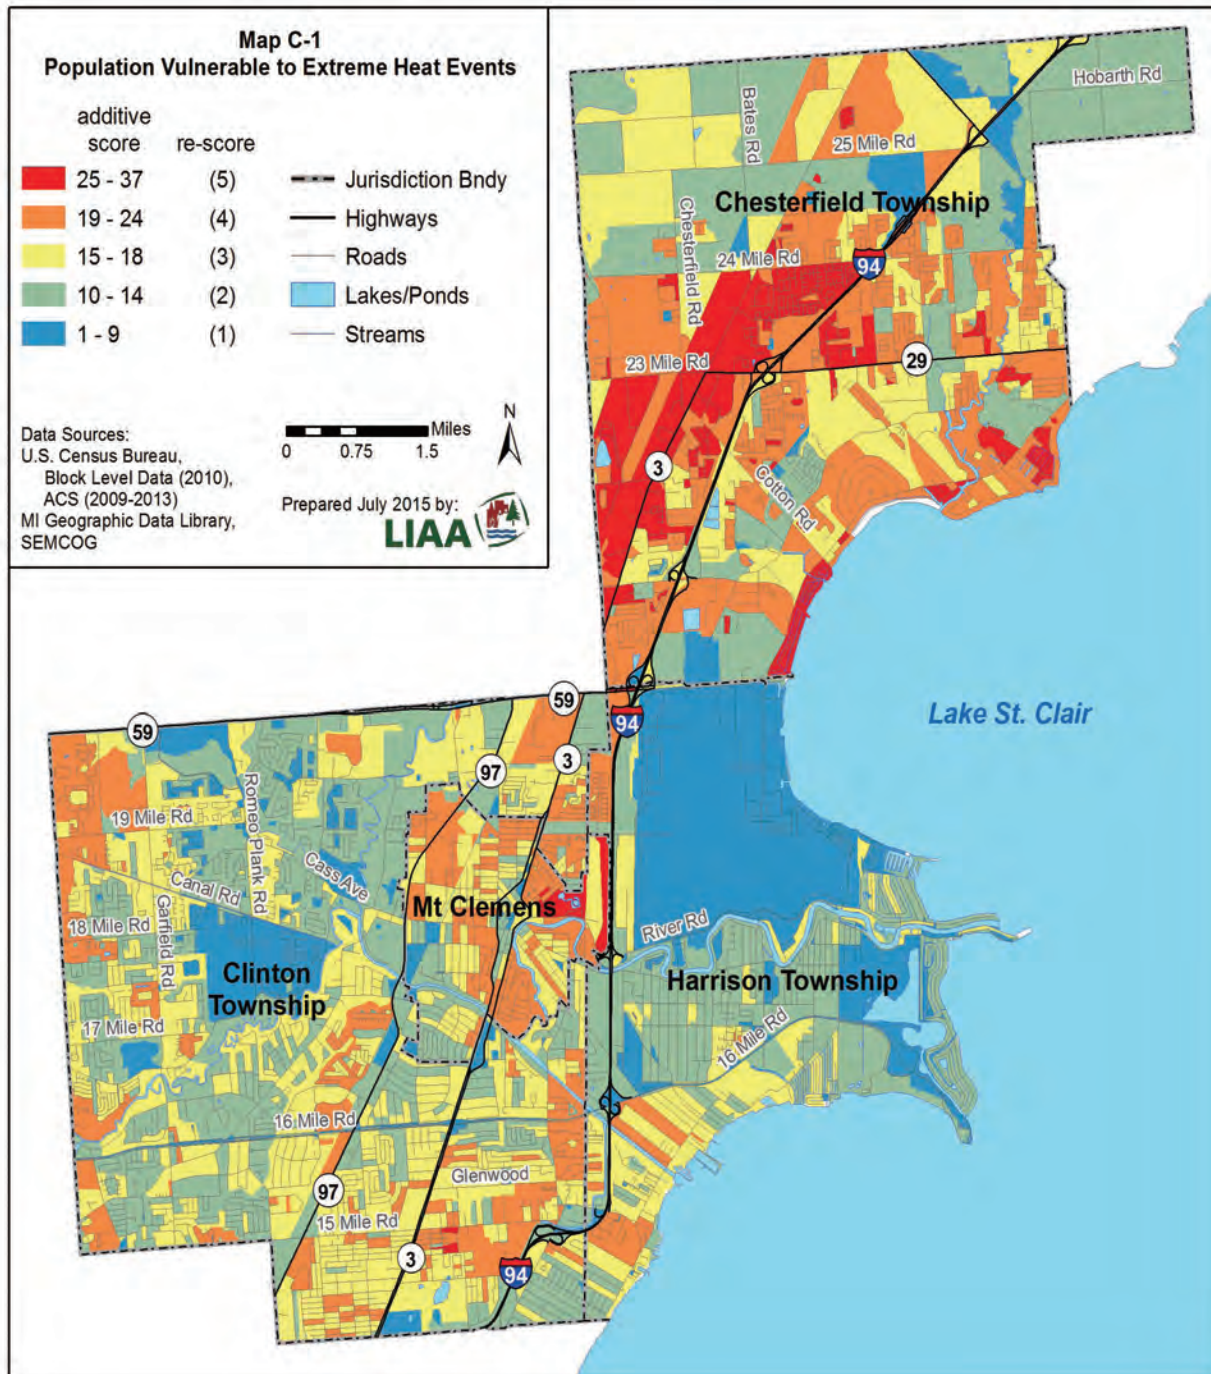 Map C-1
Population Vulnerable to Extreme Heat Events
additive
score re-score
25 - 37 (5) Jurisdiction Bndy
19 - 24 (4) Highways
15 - 18 (3) Roads
10 - 14 (2) Lakes/Ponds
1 - 9 (1) Streams
Data Sources:
U.S. Census Bureau,
Block Level Data (2010),
ACS (2009-2013)
MI Geographic Data Library,
SEMCOG
N
Miles
0 0.75 1.5
Prepared July 2015 by:
LIAA
Hobarth Rd
Bates Rd
25 Mile Rd
Chesterfield Township
Chesterfield Rd
24 Mile Rd
94
23 Mile Rd
29
3
Cotton Rd
Lake St. Clair
59
59
94
97
3
Romeo Plank Rd
19 Mile Rd
Cass Ave
Canal Rd
Garfield Rd
18 Mile Rd
Mt Clemens
River Rd
Clinton
Township
Harrison Township
17 Mile Rd
16 Mile Rd
16 Mile Rd
Glenwood
97
15 Mile Rd
3
94